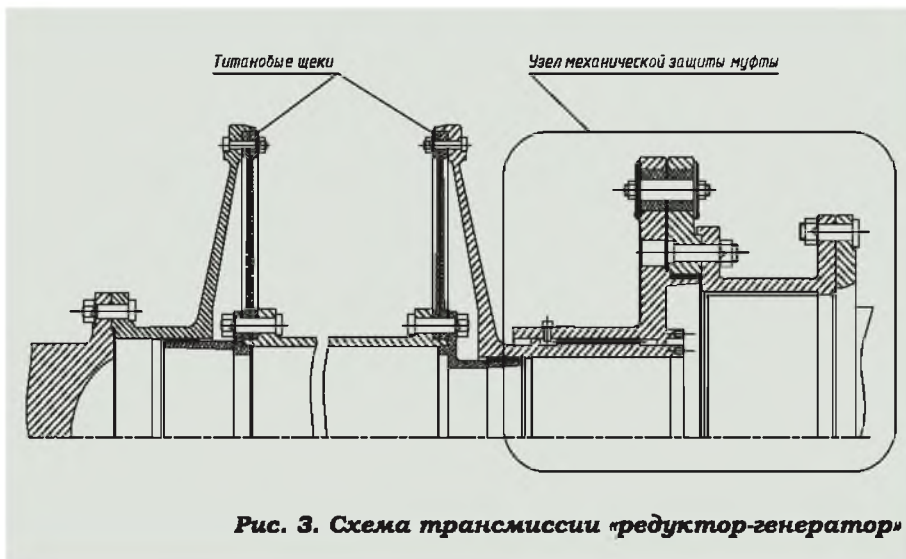 Титановые щеки
Узел механической защиты муфты
Рис. 3. Схема трансмиссии «редуктор-генератор»